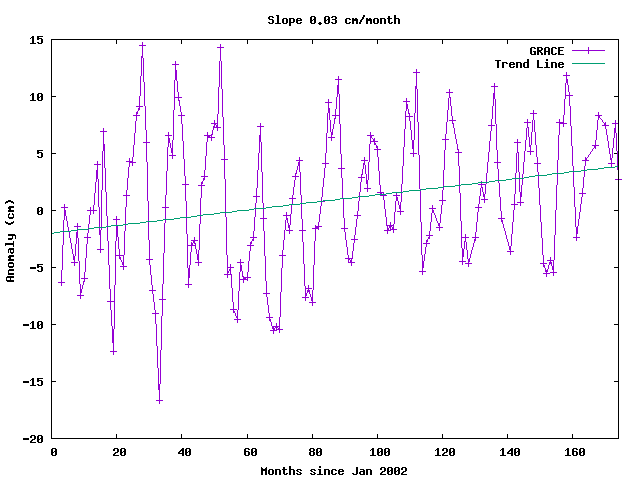 Slope 0.03 cm/month
15
GRACE
Trend Line
10
5
0
-5
-10
-15
-20
Anomaly (cm)
0 20 40 60 80 100 120 140 160
Months since Jan 2002